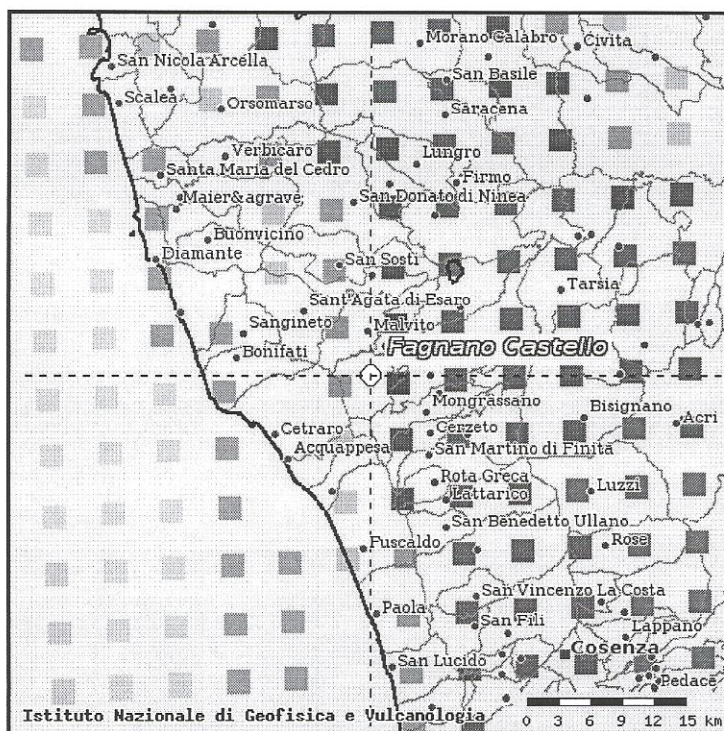 Morano Calabro
Civita
San Nicola Arcella
San Basile
Scalea
Orsomarso
Saracena
Verbicaro
Lungro
Santa Maria del Cedro
Firmo
Maier&agrave;
San Donato di Ninea
Buonvicino
Diamante
San Sosti
Tarsia
Sant'Agata di Esaro
Sangineto
Malvito
Fagnano Castello
Bonifati
Mongrassano
Bisignano
Acri
Cetraro
Cerzeto
Acquappesa
San Martino di Finita
Rota Greca
Luzzi
Lattarico
San Benedetto Ullano
Fuscaldo
Rose
San Vincenzo La Costa
Paola
San Fili
Lappano
Cosenza
San Lucido
Pedace
Istituto Nazionale di Geofisica e Vulcanologia
0 3 6 9 12 15 km